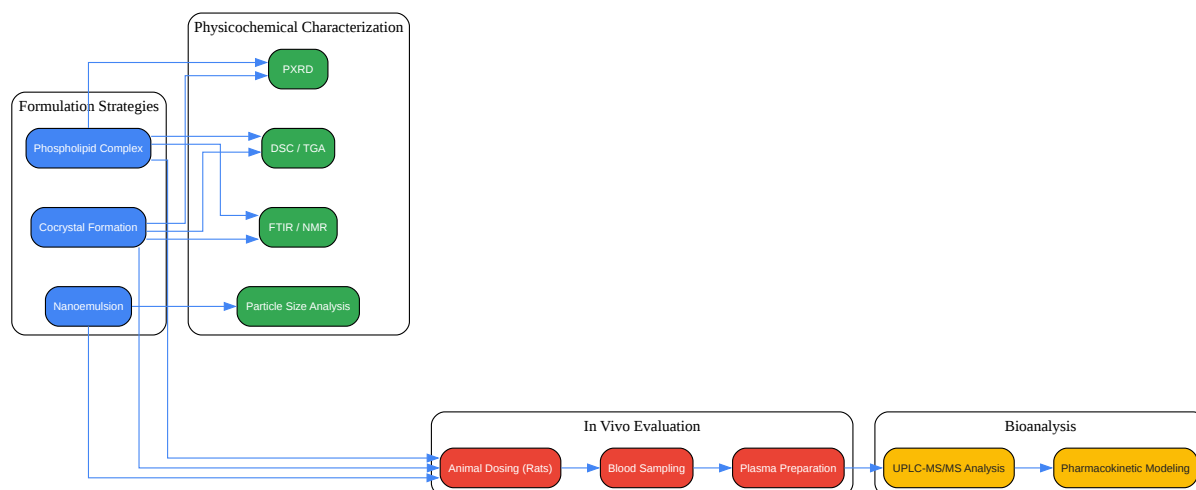 Physicochemical Characterization
PXRD
Formulation Strategies
Phospholipid Complex
DSC / TGA
Cocrystal Formation
FTIR / NMR
Nanoemulsion
Particle Size Analysis
In Vivo Evaluation
Bioanalysis
Animal Dosing (Rats)
Blood Sampling
Plasma Preparation
UPLC-MS/MS Analysis
Pharmacokinetic Modeling